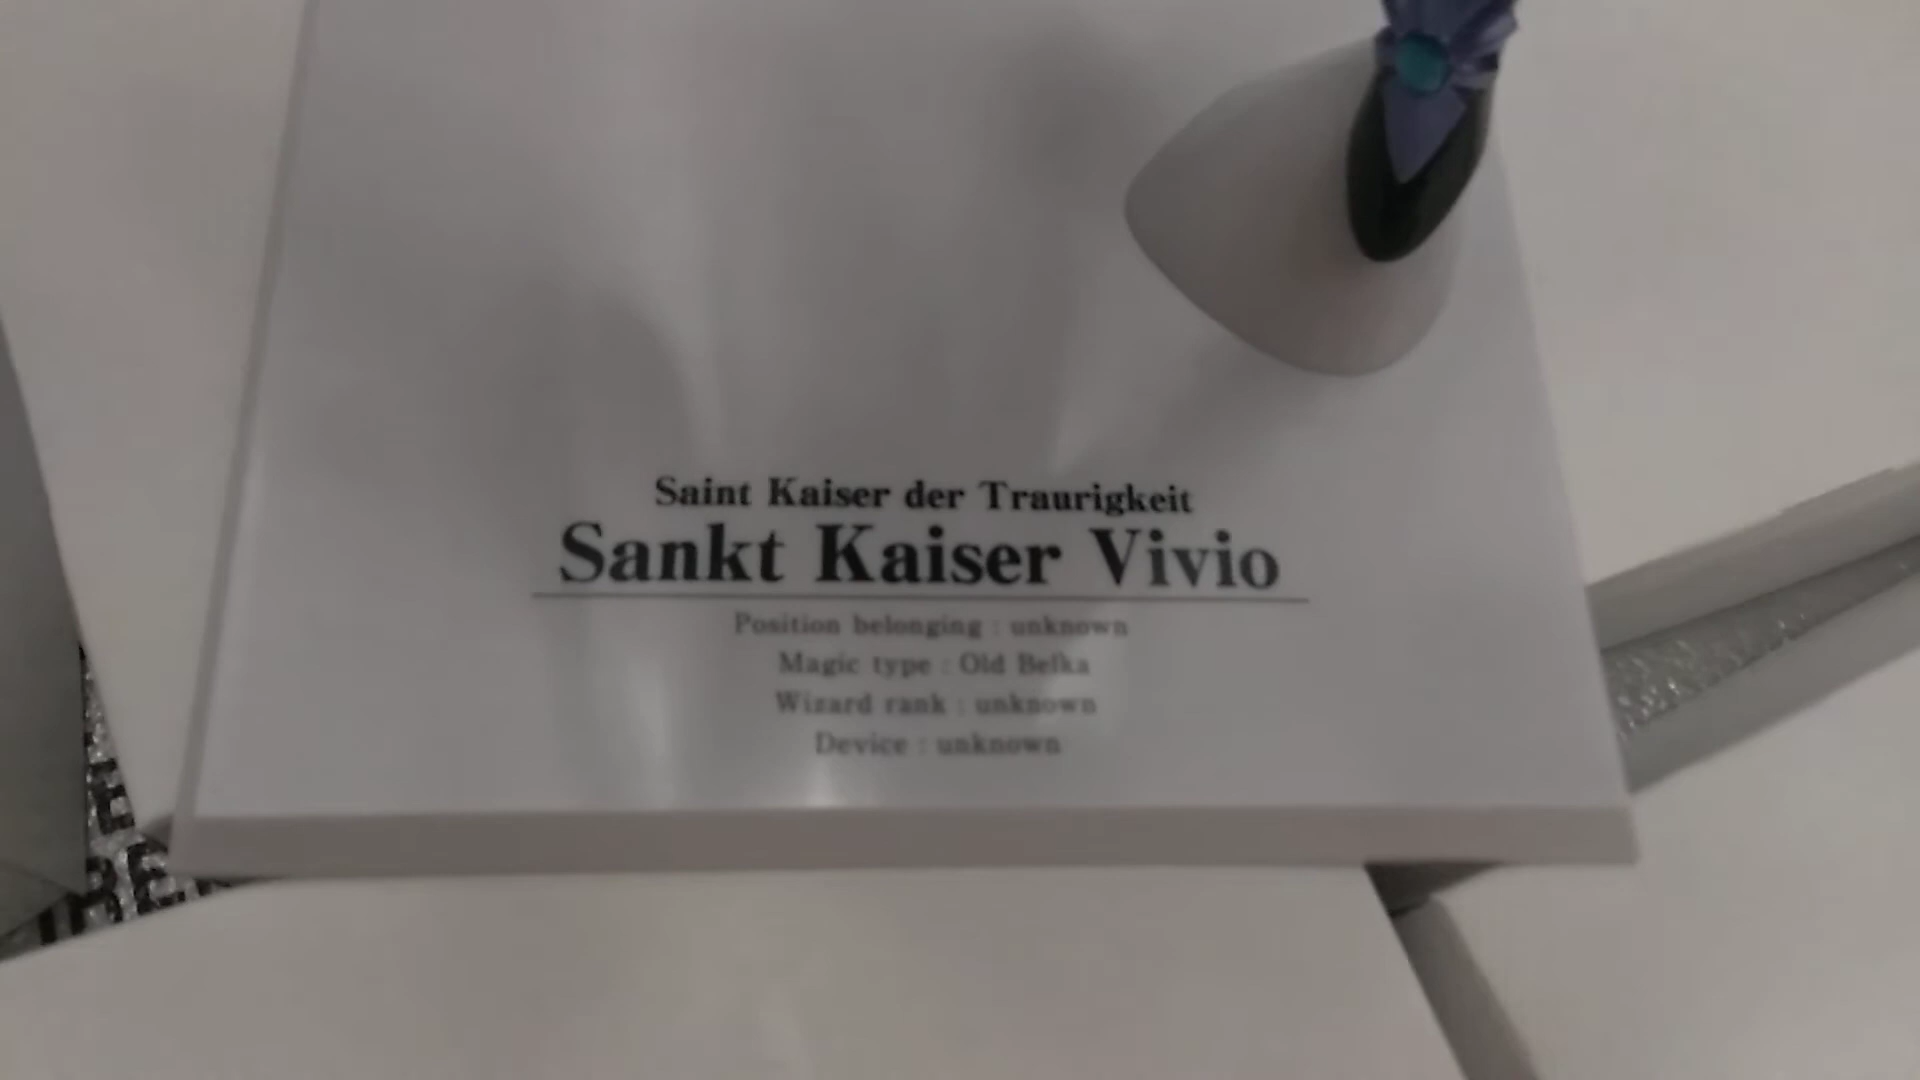 Saint Kaiser der Traurigkeit
Sankt Kaiser Vivio
Position belonging : unknown
Magic type : Old Belka
Wizard rank : unknown
Device : unknown